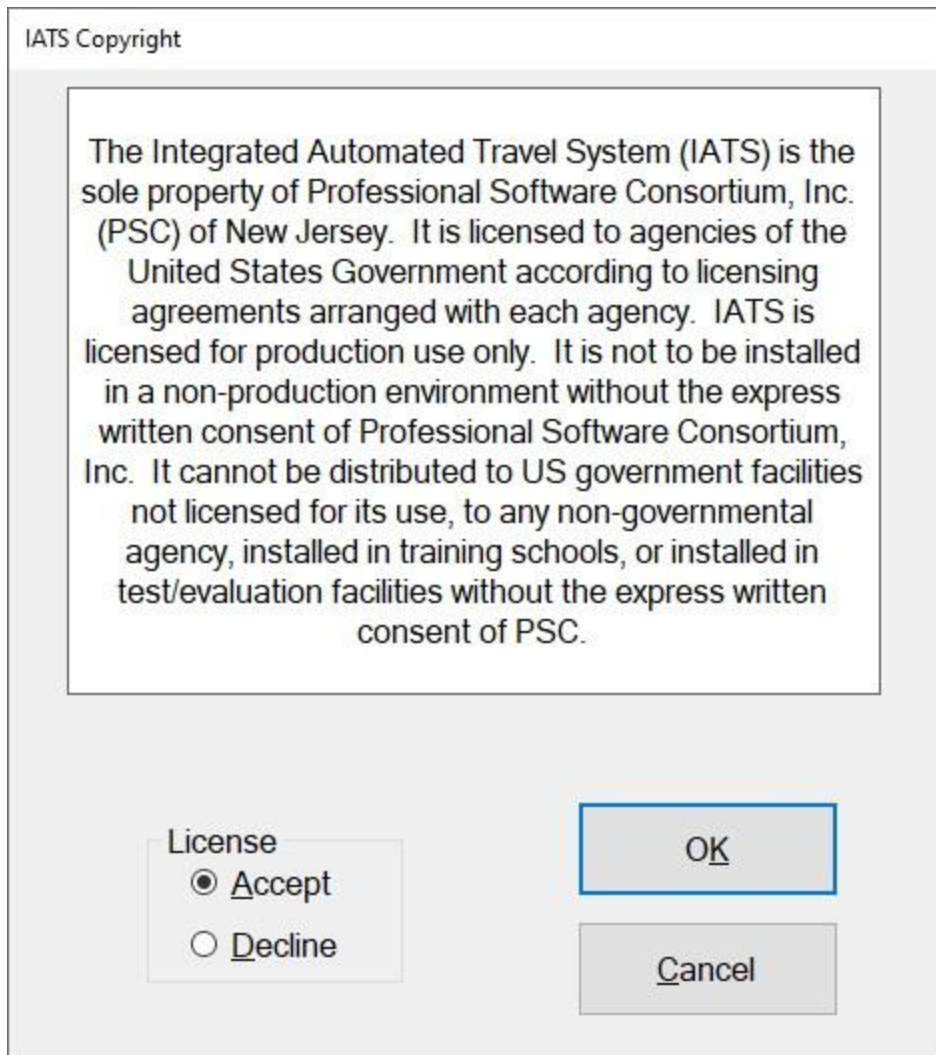 IATS Copyright
The Integrated Automated Travel System (IATS) is the
sole property of Professional Software Consortium, Inc.
(PSC) of New Jersey.  It is licensed to agencies of the
United States Government according to licensing
agreements arranged with each agency.  IATS is
licensed for production use only.  It is not to be installed
in a non-production environment without the express
written consent of Professional Software Consortium,
Inc.  It cannot be distributed to US government facilities
not licensed for its use, to any non-governmental
agency, installed in training schools, or installed in
test/evaluation facilities without the express written
consent of PSC.
License
Accept
Decline
OK
Cancel